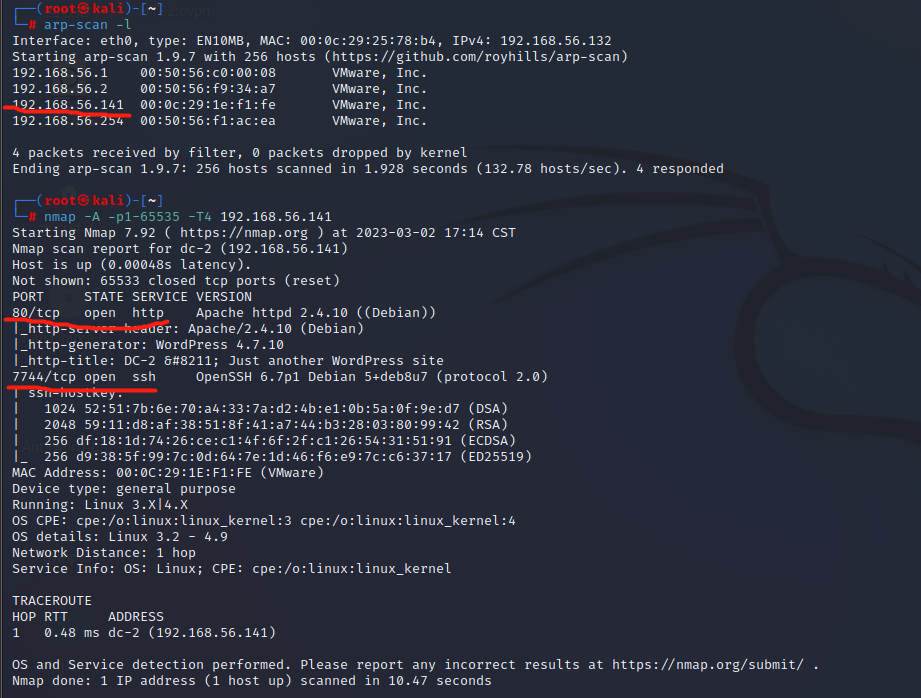 ┌──(root㉿kali)-[~]
└─# arp-scan -l
Interface: eth0, type: EN10MB, MAC: 00:0c:29:25:78:b4, IPv4: 192.168.56.132
Starting arp-scan 1.9.7 with 256 hosts (https://github.com/royhills/arp-scan)
192.168.56.1    00:50:56:c0:00:08       VMware, Inc.
192.168.56.2    00:50:56:f9:34:a7       VMware, Inc.
192.168.56.141  00:0c:29:1e:f1:fe       VMware, Inc.
192.168.56.254  00:50:56:f1:ac:ea       VMware, Inc.

4 packets received by filter, 0 packets dropped by kernel
Ending arp-scan 1.9.7: 256 hosts scanned in 1.928 seconds (132.78 hosts/sec). 4 responded

┌──(root㉿kali)-[~]
└─# nmap -A -p1-65535 -T4 192.168.56.141
Starting Nmap 7.92 ( https://nmap.org ) at 2023-03-02 17:14 CST
Nmap scan report for dc-2 (192.168.56.141)
Host is up (0.00048s latency).
Not shown: 65533 closed tcp ports (reset)
PORT     STATE SERVICE VERSION
80/tcp   open  http    Apache httpd 2.4.10 ((Debian))
|_http-server-header: Apache/2.4.10 (Debian)
|_http-generator: WordPress 4.7.10
|_http-title: DC-2 &#8211; Just another WordPress site
7744/tcp open  ssh     OpenSSH 6.7p1 Debian 5+deb8u7 (protocol 2.0)
| ssh-hostkey:
|   1024 52:51:7b:6e:70:a4:33:7a:d2:4b:e1:0b:5a:0f:9e:d7 (DSA)
|   2048 59:11:d8:af:38:51:8f:41:a7:44:b3:28:03:80:99:42 (RSA)
|   256 df:18:1d:74:26:ce:c1:4f:6f:2f:c1:26:54:31:51:91 (ECDSA)
|_  256 d9:38:5f:99:7c:0d:64:7e:1d:46:f6:e9:7c:c6:37:17 (ED25519)
MAC Address: 00:0C:29:1E:F1:FE (VMware)
Device type: general purpose
Running: Linux 3.X|4.X
OS CPE: cpe:/o:linux:linux_kernel:3 cpe:/o:linux:linux_kernel:4
OS details: Linux 3.2 - 4.9
Network Distance: 1 hop
Service Info: OS: Linux; CPE: cpe:/o:linux:linux_kernel

TRACEROUTE
HOP RTT     ADDRESS
1   0.48 ms dc-2 (192.168.56.141)

OS and Service detection performed. Please report any incorrect results at https://nmap.org/submit/ .
Nmap done: 1 IP address (1 host up) scanned in 10.47 seconds